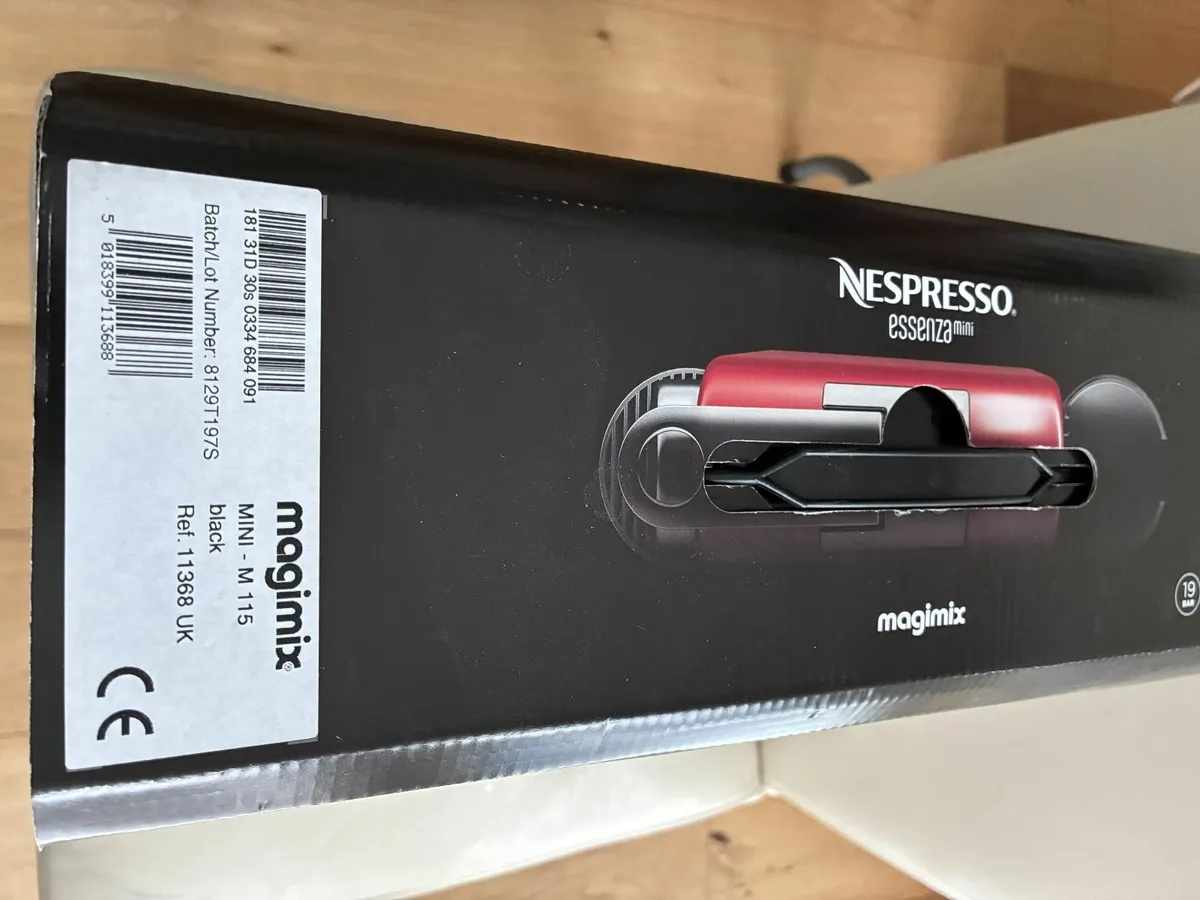 NESPRESSO®
essenza mini
magimix
19
BAR
magimix®
MINI - M 115
black
Ref. 11368 UK
CE
181 31D 30s 0334 684 091
Batch/Lot Number: 8129T197S
5 018399 113688